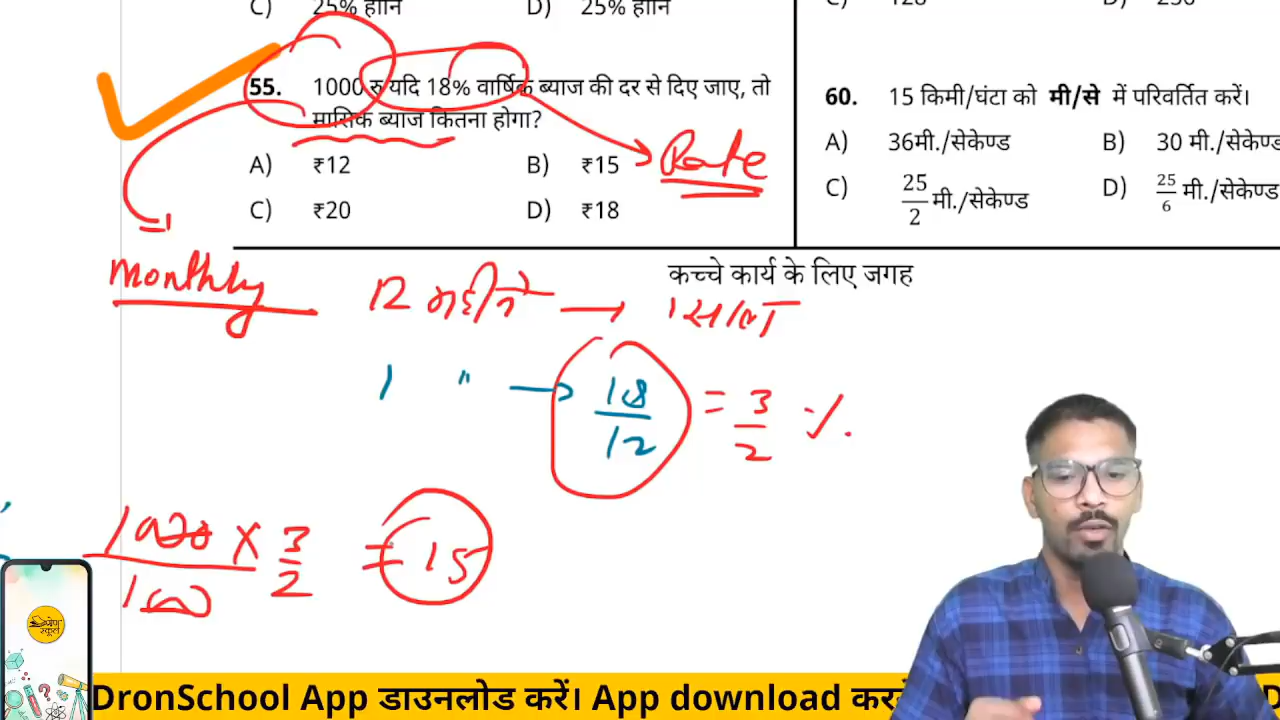 C) 25% हानि D) 25% हानि
55. 1000 रु यदि 18% वार्षिक ब्याज की दर से दिए जाए, तो
मासिक ब्याज कितना होगा?
A) ₹12 B) ₹15
C) ₹20 D) ₹18
Rate
C) 128 D) 256
60. 15 किमी/घंटा को मी/से में परिवर्तित करें।
A) 36मी./सेकेण्ड B) 30 मी./सेकेण्ड
C) 25/2 मी./सेकेण्ड D) 25/6 मी./सेकेण्ड
कच्चे कार्य के लिए जगह
Monthly
12 महीने →
1 " → 18/12 = 3/2 %
1000/100 × 3/2 = 15
द्रोण
स्कूल
DronSchool App डाउनलोड करें। App download कर